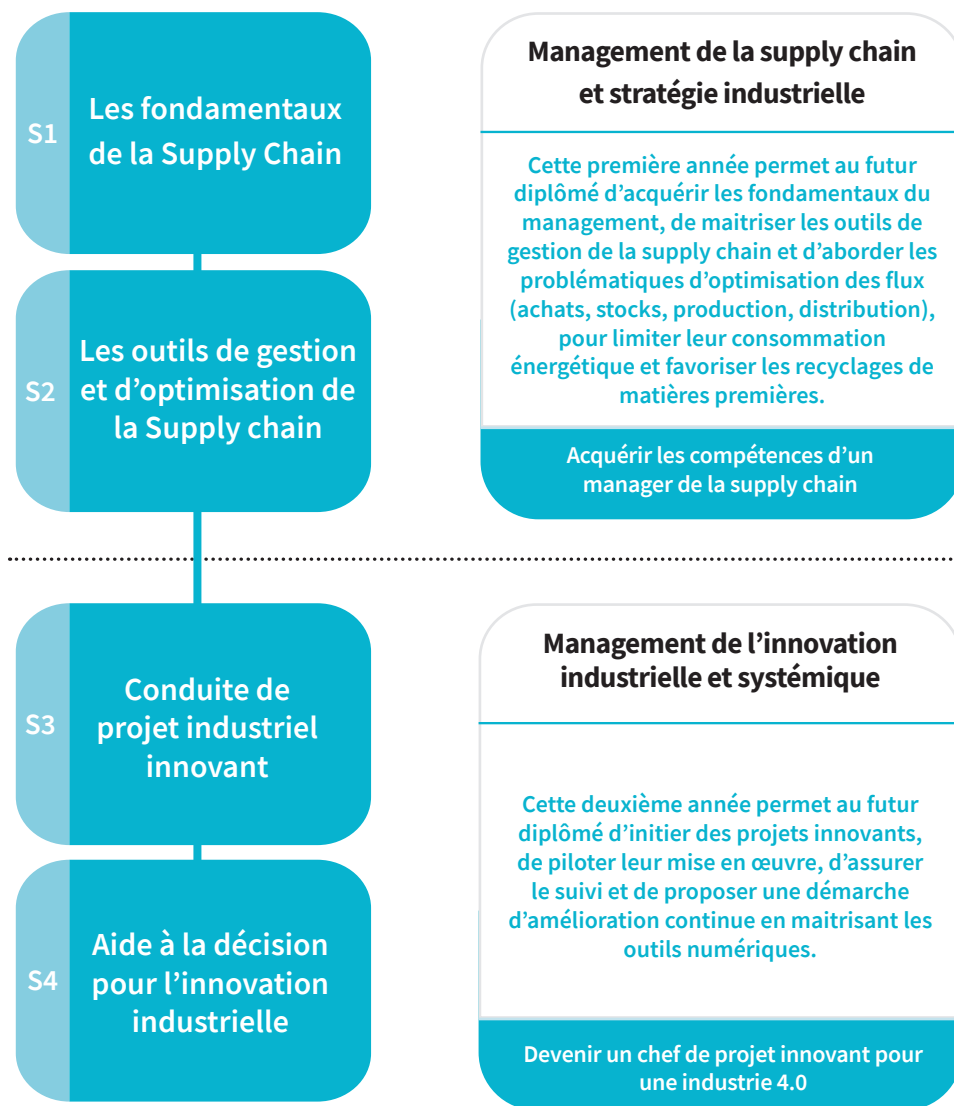 S1
Les fondamentaux
de la Supply Chain
Management de la supply chain
et stratégie industrielle
Cette première année permet au futur
diplômé d’acquérir les fondamentaux du
management, de maitriser les outils de
gestion de la supply chain et d’aborder les
problématiques d’optimisation des flux
(achats, stocks, production, distribution),
pour limiter leur consommation
énergétique et favoriser les recyclages de
matières premières.
Acquérir les compétences d’un
manager de la supply chain
S2
Les outils de gestion
et d’optimisation de
la Supply chain
S3
Conduite de
projet industriel
innovant
Management de l’innovation
industrielle et systémique
Cette deuxième année permet au futur
diplômé d’initier des projets innovants,
de piloter leur mise en œuvre, d’assurer
le suivi et de proposer une démarche
d’amélioration continue en maitrisant les
outils numériques.
Devenir un chef de projet innovant pour
une industrie 4.0
S4
Aide à la décision
pour l’innovation
industrielle